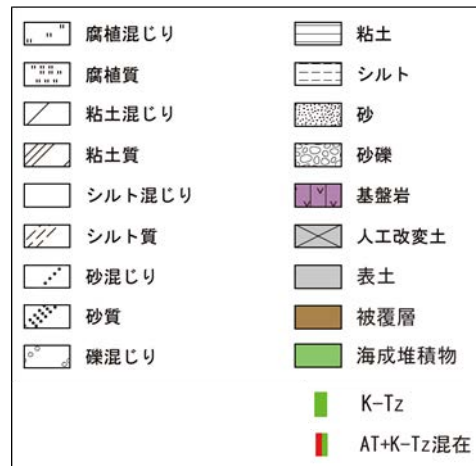 腐植混じり
腐植質
粘土混じり
粘土質
シルト混じり
シルト質
砂混じり
砂質
礫混じり
粘土
シルト
砂
砂礫
基盤岩
人工改変土
表土
被覆層
海成堆積物
K-Tz
AT+K-Tz混在